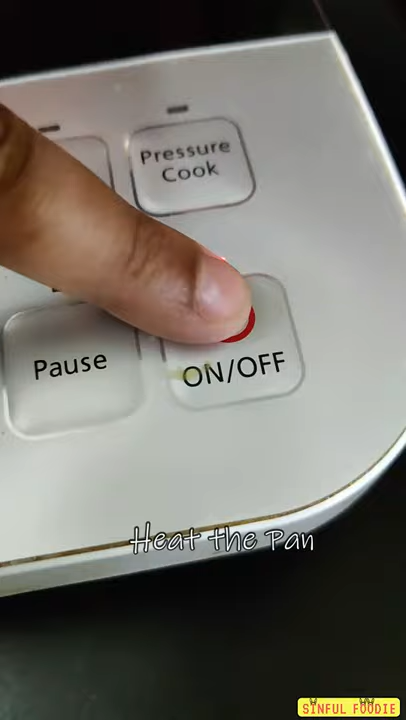 Pressure
Cook
Pause
ON/OFF
Heat the Pan
SINFUL FOODIE